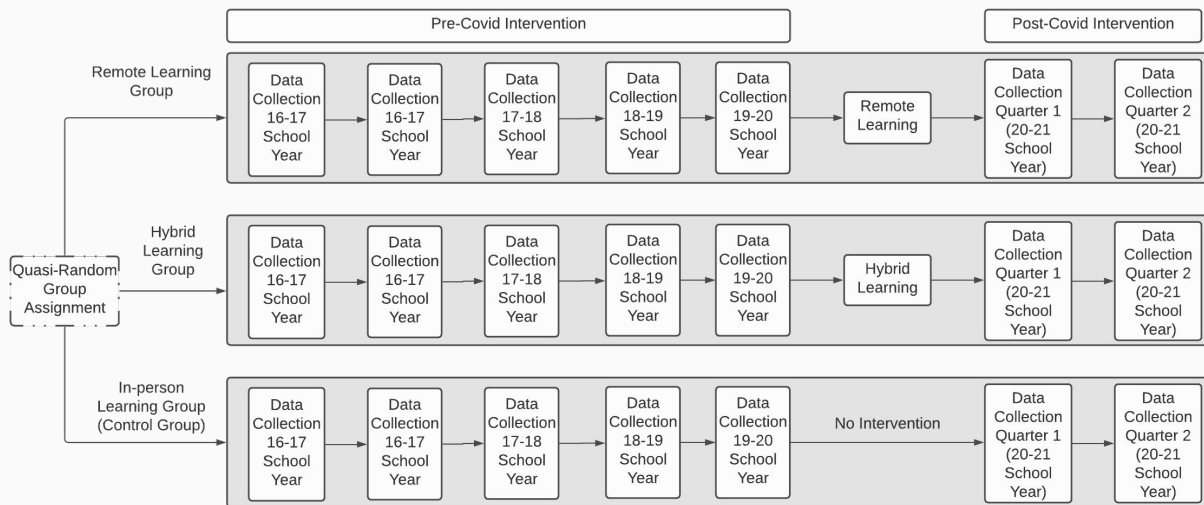 Pre-Covid Intervention
Post-Covid Intervention
Remote Learning
Group
Data
Collection
16-17
School
Year
Data
Collection
16-17
School
Year
Data
Collection
17-18
School
Year
Data
Collection
18-19
School
Year
Data
Collection
19-20
School
Year
Remote
Learning
Data
Collection
Quarter 1
(20-21
School
Year)
Data
Collection
Quarter 2
(20-21
School
Year)
Quasi-Random
Group
Assignment
Hybrid
Learning
Group
Data
Collection
16-17
School
Year
Data
Collection
16-17
School
Year
Data
Collection
17-18
School
Year
Data
Collection
18-19
School
Year
Data
Collection
19-20
School
Year
Hybrid
Learning
Data
Collection
Quarter 1
(20-21
School
Year)
Data
Collection
Quarter 2
(20-21
School
Year)
In-person
Learning Group
(Control Group)
Data
Collection
16-17
School
Year
Data
Collection
16-17
School
Year
Data
Collection
17-18
School
Year
Data
Collection
18-19
School
Year
Data
Collection
19-20
School
Year
No Intervention
Data
Collection
Quarter 1
(20-21
School
Year)
Data
Collection
Quarter 2
(20-21
School
Year)